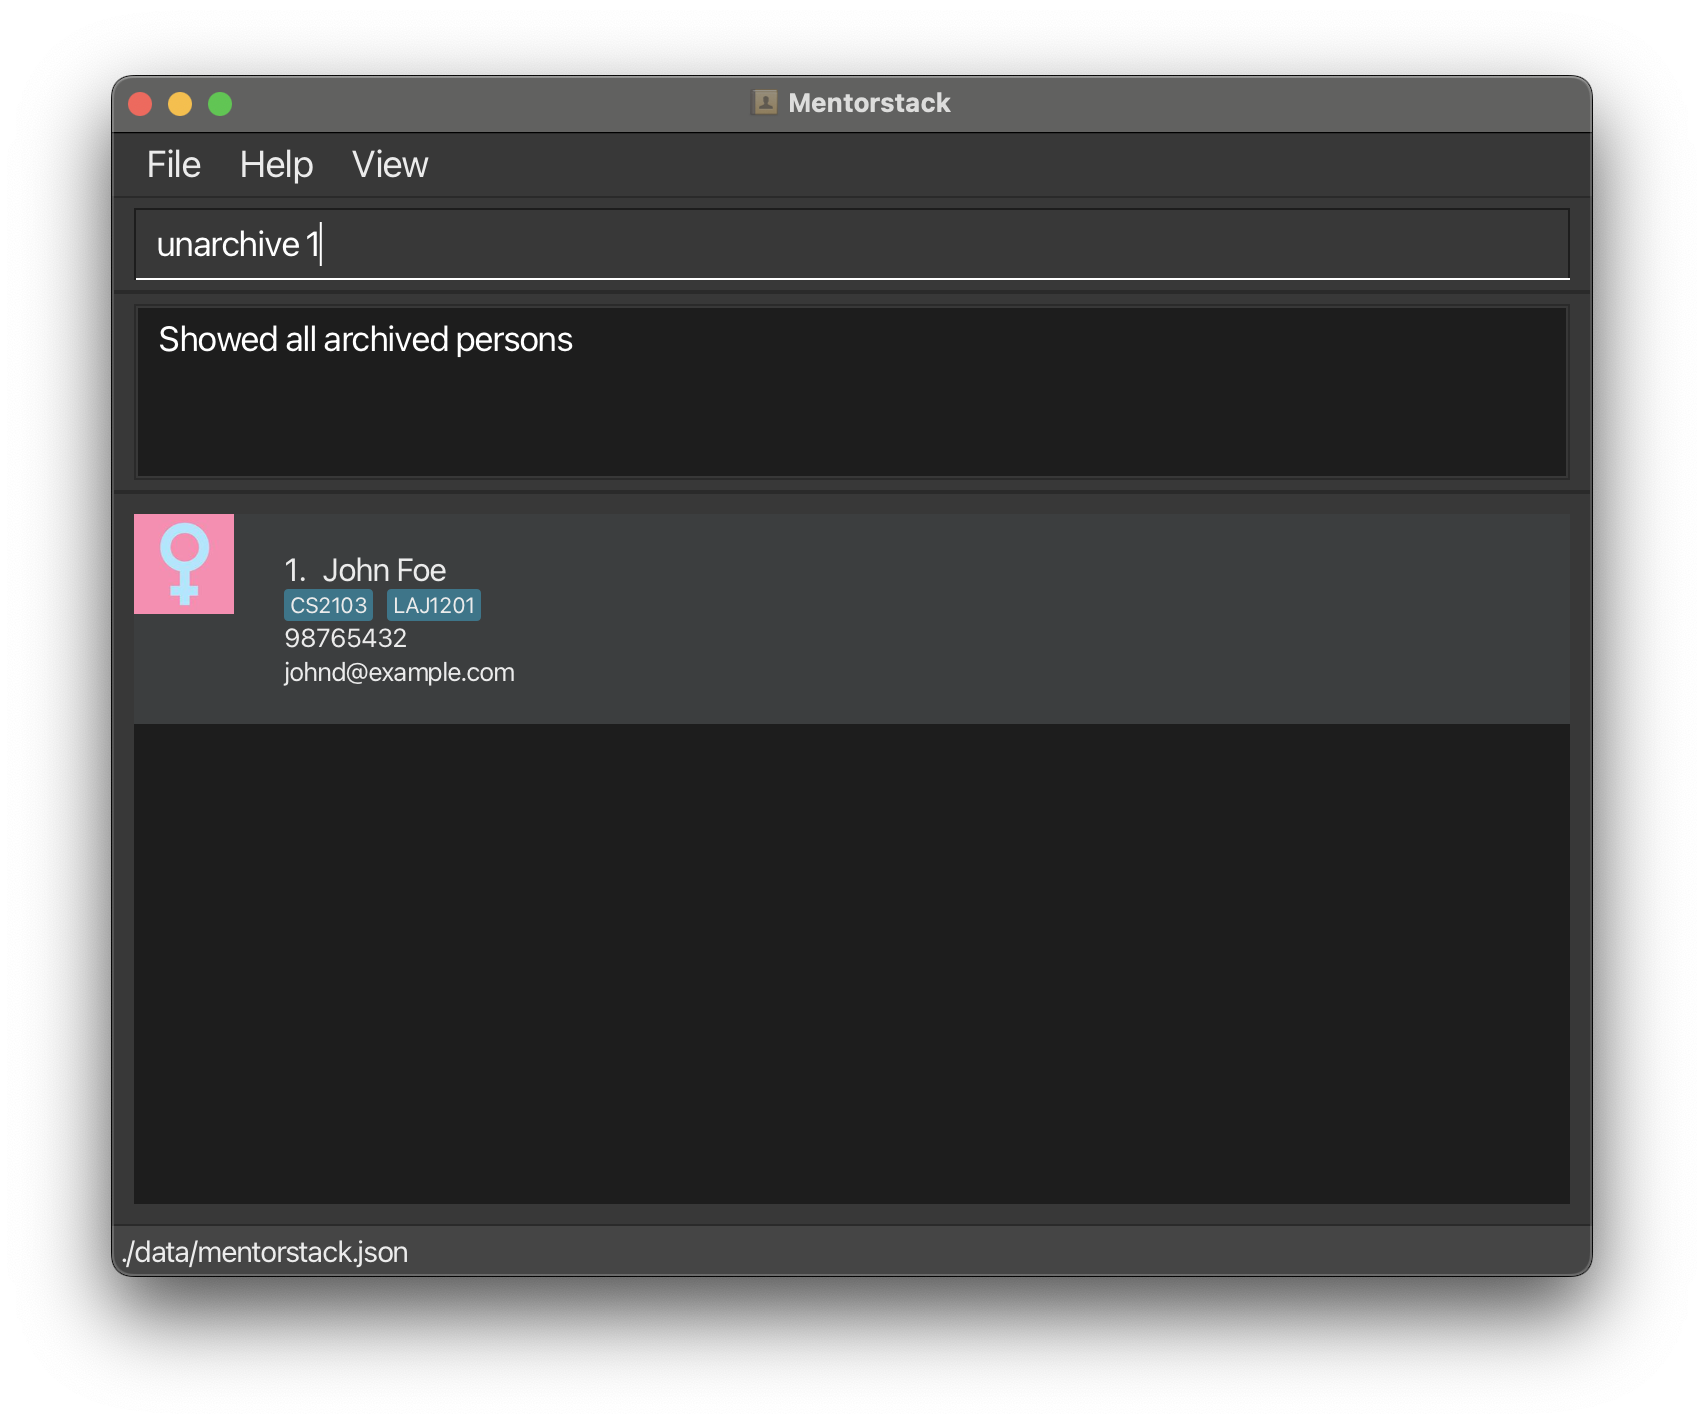 Mentorstack
File Help View
unarchive 1
Showed all archived persons
1. John Foe
CS2103 LAJ1201
98765432
johnd@example.com
./data/mentorstack.json